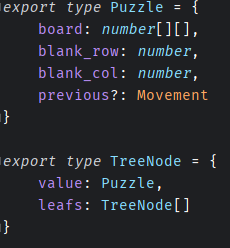 export type Puzzle = {
board: number[][],
blank_row: number,
blank_col: number,
previous?: Movement
}
export type TreeNode = {
value: Puzzle,
leafs: TreeNode[]
}